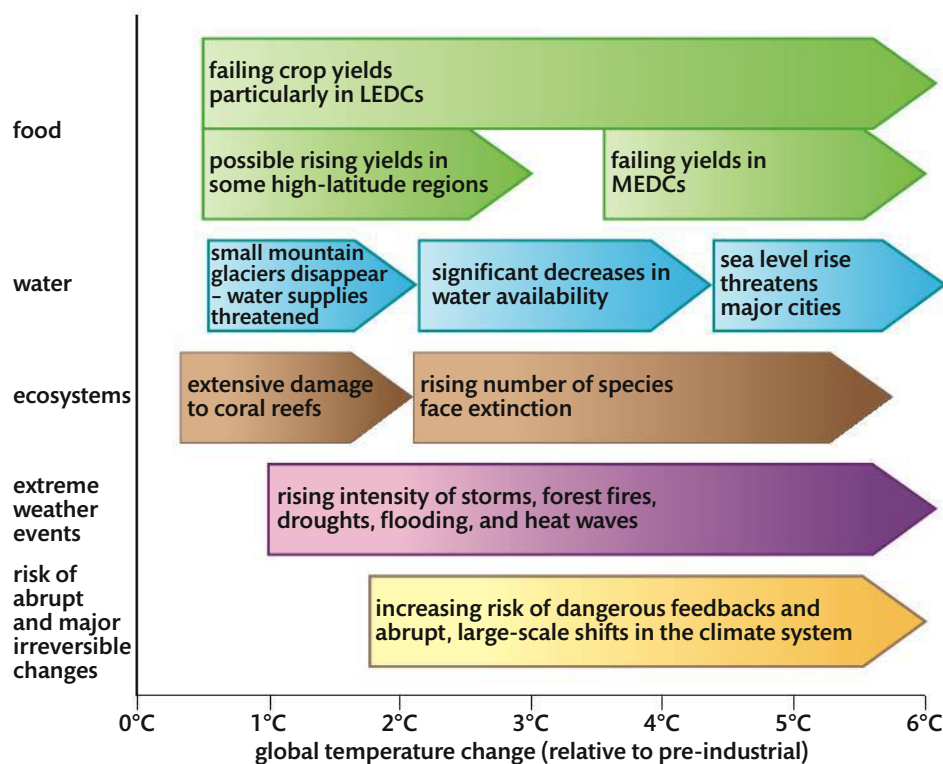 food
failing crop yields
particularly in LEDCs
possible rising yields in
some high-latitude regions
failing yields in
MEDCs
water
small mountain
glaciers disappear
– water supplies
threatened
significant decreases in
water availability
sea level rise
threatens
major cities
ecosystems
extensive damage
to coral reefs
rising number of species
face extinction
extreme
weather
events
rising intensity of storms, forest fires,
droughts, flooding, and heat waves
risk of
abrupt
and major
irreversible
changes
increasing risk of dangerous feedbacks and
abrupt, large-scale shifts in the climate system
0°C 1°C 2°C 3°C 4°C 5°C 6°C
global temperature change (relative to pre-industrial)